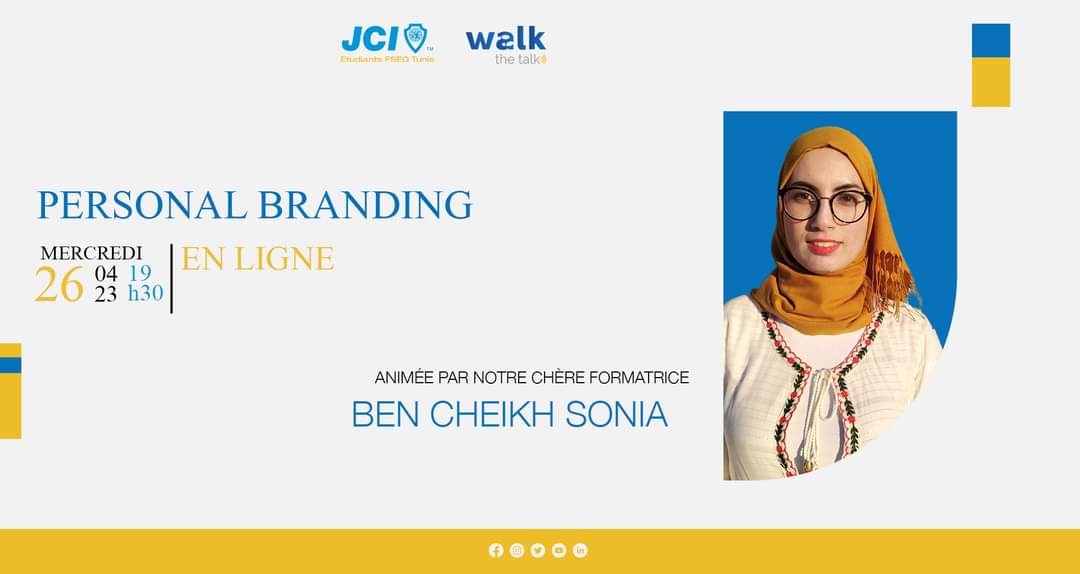 JCI
Etudiants FSEG Tunis
walk
the talk
PERSONAL BRANDING
MERCREDI
26 04 23 19 h30
EN LIGNE
ANIMÉE PAR NOTRE CHÈRE FORMATRICE
BEN CHEIKH SONIA